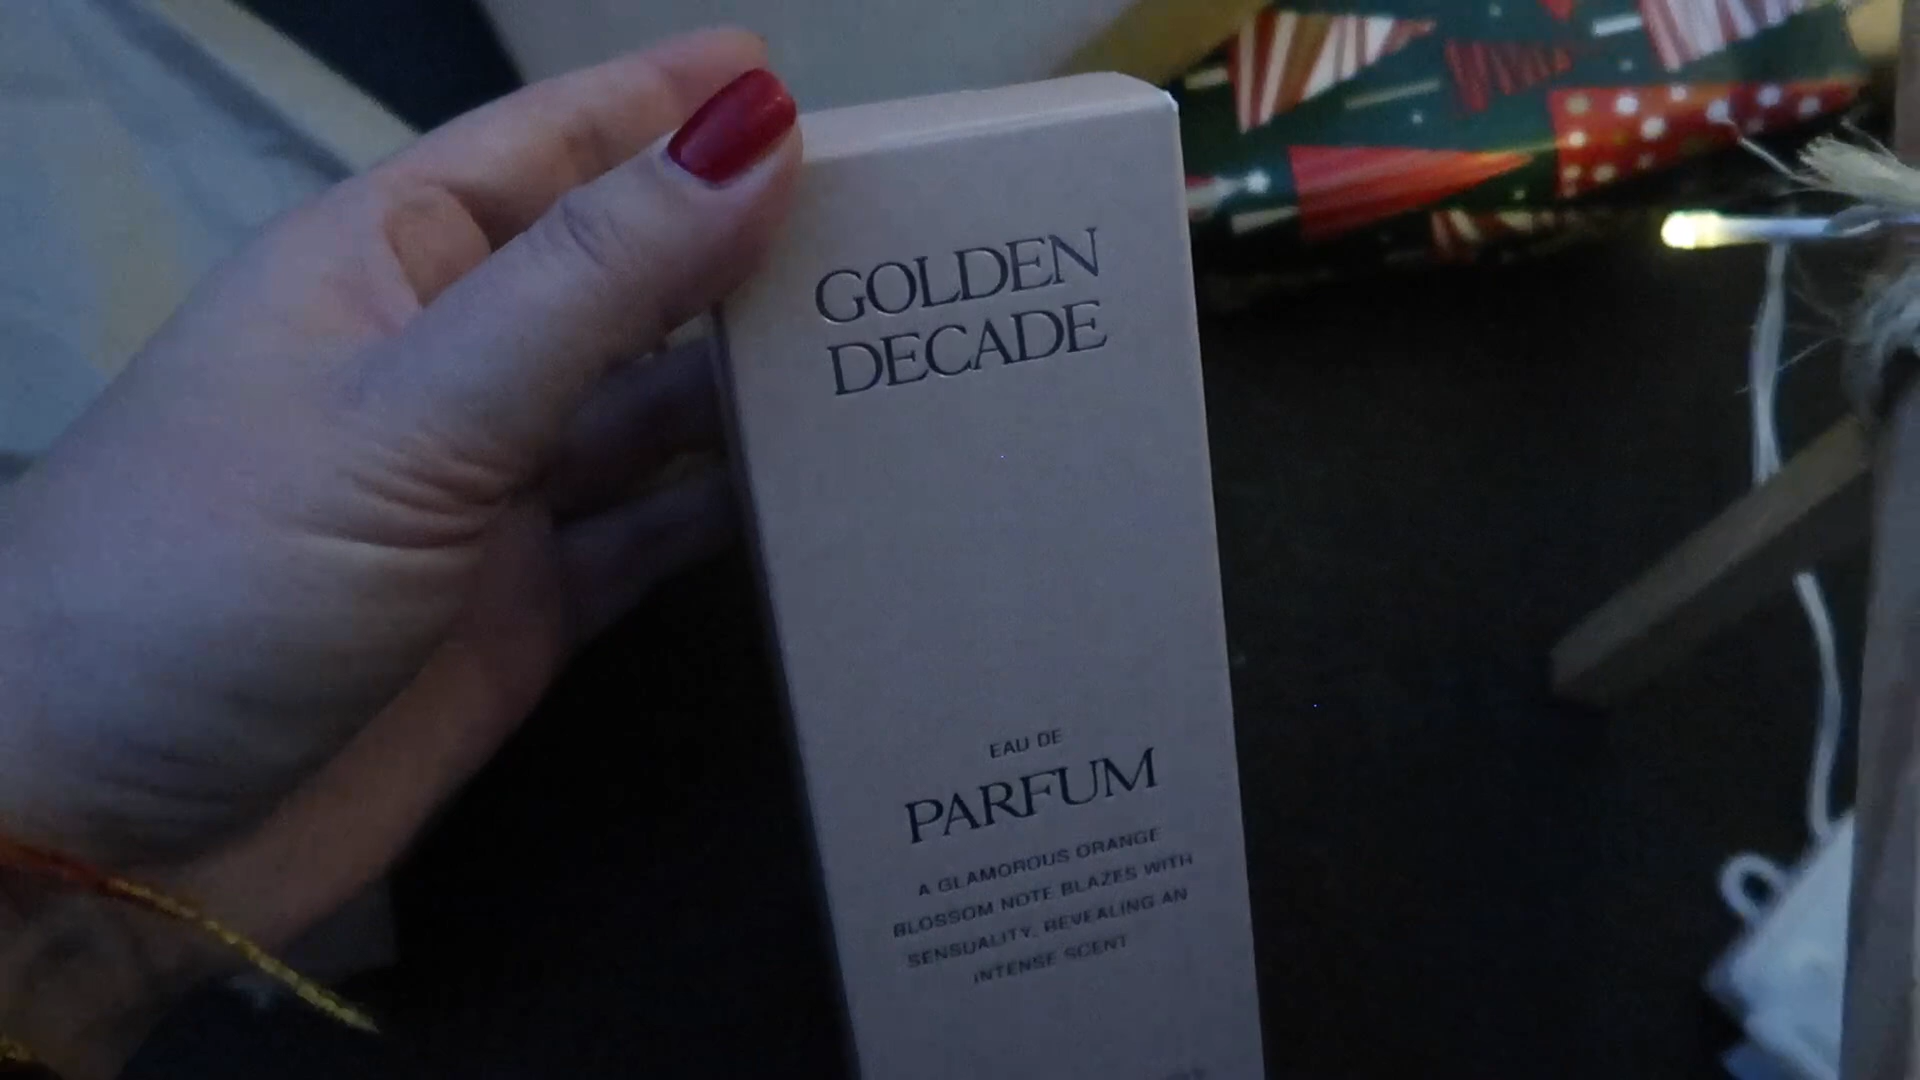 GOLDEN
DECADE
EAU DE
PARFUM
A GLAMOROUS ORANGE
BLOSSOM NOTE BLAZES WITH
SENSUALITY, REVEALING AN
INTENSE SCENT